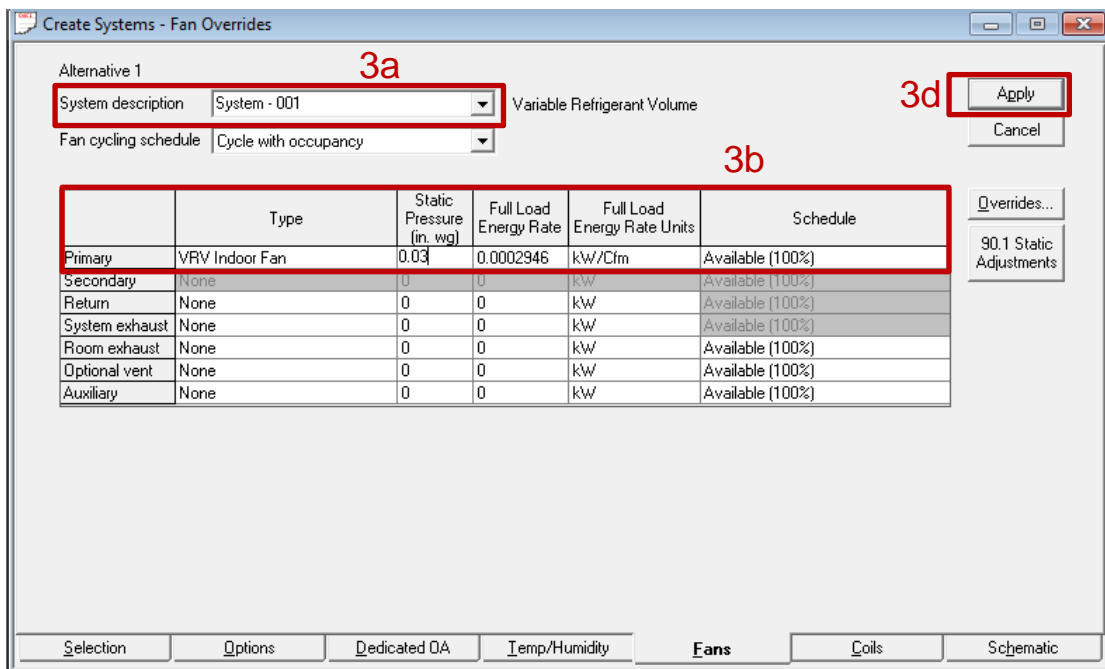 Create Systems - Fan Overrides
Alternative 1
3a
System description System - 001 Variable Refrigerant Volume
3d Apply
Fan cycling schedule Cycle with occupancy
Cancel
3b
Type Static Pressure (in. wg) Full Load Energy Rate Full Load Energy Rate Units Schedule
Overrides...
90.1 Static Adjustments
Primary VRV Indoor Fan 0.03 0.0002946 kW/Cfm Available (100%)
Secondary None 0 0 kW Available (100%)
Return None 0 0 kW Available (100%)
System exhaust None 0 0 kW Available (100%)
Room exhaust None 0 0 kW Available (100%)
Optional vent None 0 0 kW Available (100%)
Auxiliary None 0 0 kW Available (100%)
Selection Options Dedicated OA Temp/Humidity Fans Coils Schematic